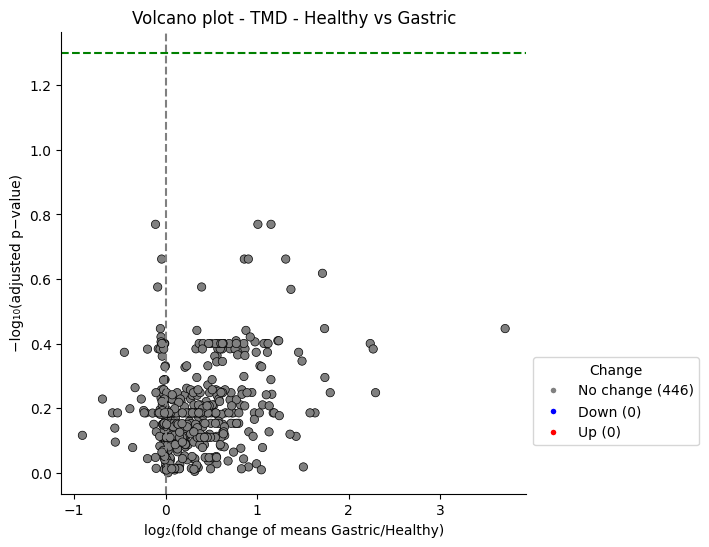 Volcano plot - TMD - Healthy vs Gastric
−log₁₀(adjusted p−value)
1.2
1.0
0.8
0.6
0.4
0.2
0.0
−1
0
1
2
3
log₂(fold change of means Gastric/Healthy)
Change
No change (446)
Down (0)
Up (0)